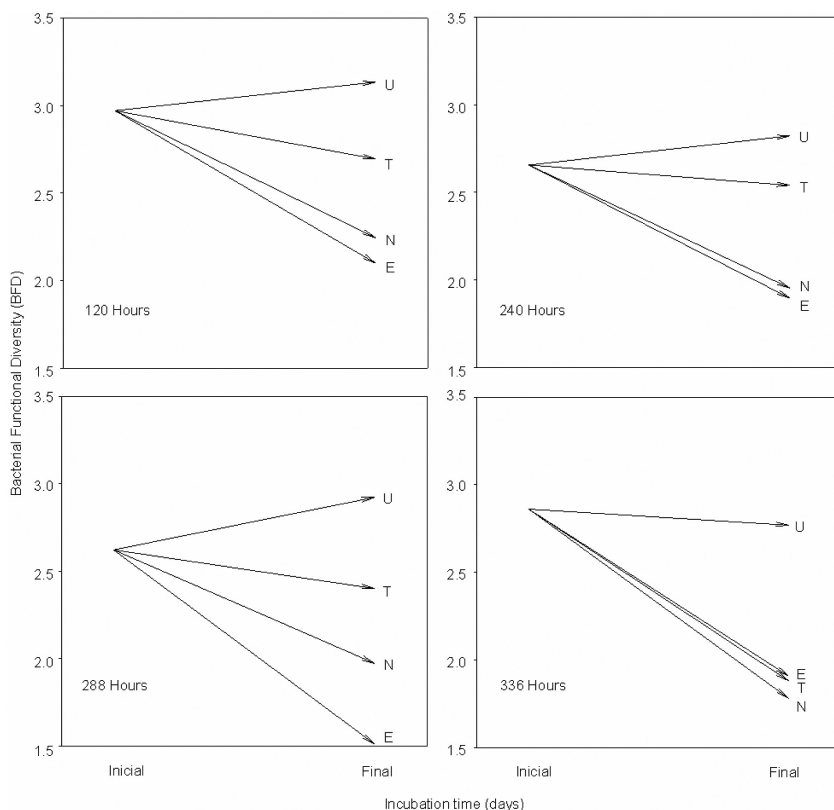 Bacterial Functional Diversity (BFD)
3.5
3.0
2.5
2.0
1.5
U
T
N
E
120 Hours
3.5
3.0
2.5
2.0
1.5
U
T
N
E
240 Hours
3.5
3.0
2.5
2.0
1.5
U
T
N
E
288 Hours
Inicial Final
3.5
3.0
2.5
2.0
1.5
U
E
T
N
336 Hours
Inicial Final
Incubation time (days)